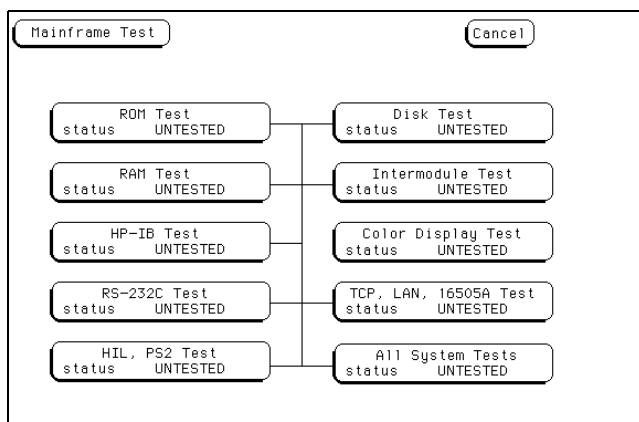 Mainframe Test
Cancel
ROM Test
status UNTESTED
Disk Test
status UNTESTED
RAM Test
status UNTESTED
Intermodule Test
status UNTESTED
HP-IB Test
status UNTESTED
Color Display Test
status UNTESTED
RS-232C Test
status UNTESTED
TCP, LAN, 16505A Test
status UNTESTED
HIL, PS2 Test
status UNTESTED
All System Tests
status UNTESTED